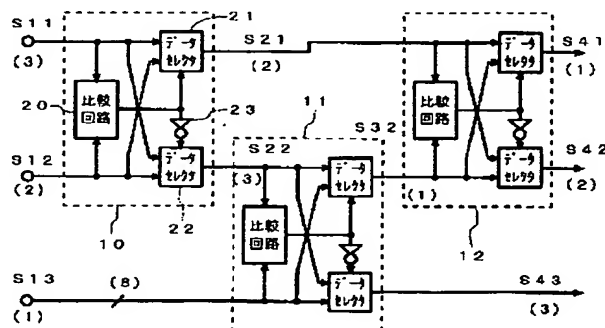 S11
(3)
20
比較
回路
S12
(2)
10
21
データ
セレクタ
23
データ
セレクタ
22
S21
(2)
11
S22
(3)
比較
回路
データ
セレクタ
データ
セレクタ
S32
(1)
比較
回路
データ
セレクタ
データ
セレクタ
12
S41
(1)
S42
(2)
S13
(1)
(8)
S43
(3)